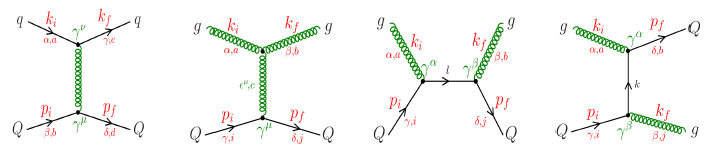 q k_i k_f q
α,a γ^ν γ,c
p_i p_f
β,b γ^μ δ,d
Q Q
g k_i k_f g
α,a β,b
ϵ^μ,c
p_i p_f
γ,i γ^μ δ,j
Q Q
g g
k_i k_f
α,a γ^α l γ^β β,b
p_i p_f
γ,i δ,j
Q Q
g k_i p_f Q
α,a γ^α δ,b
k
p_i γ^β k_f
γ,i β,j
Q g